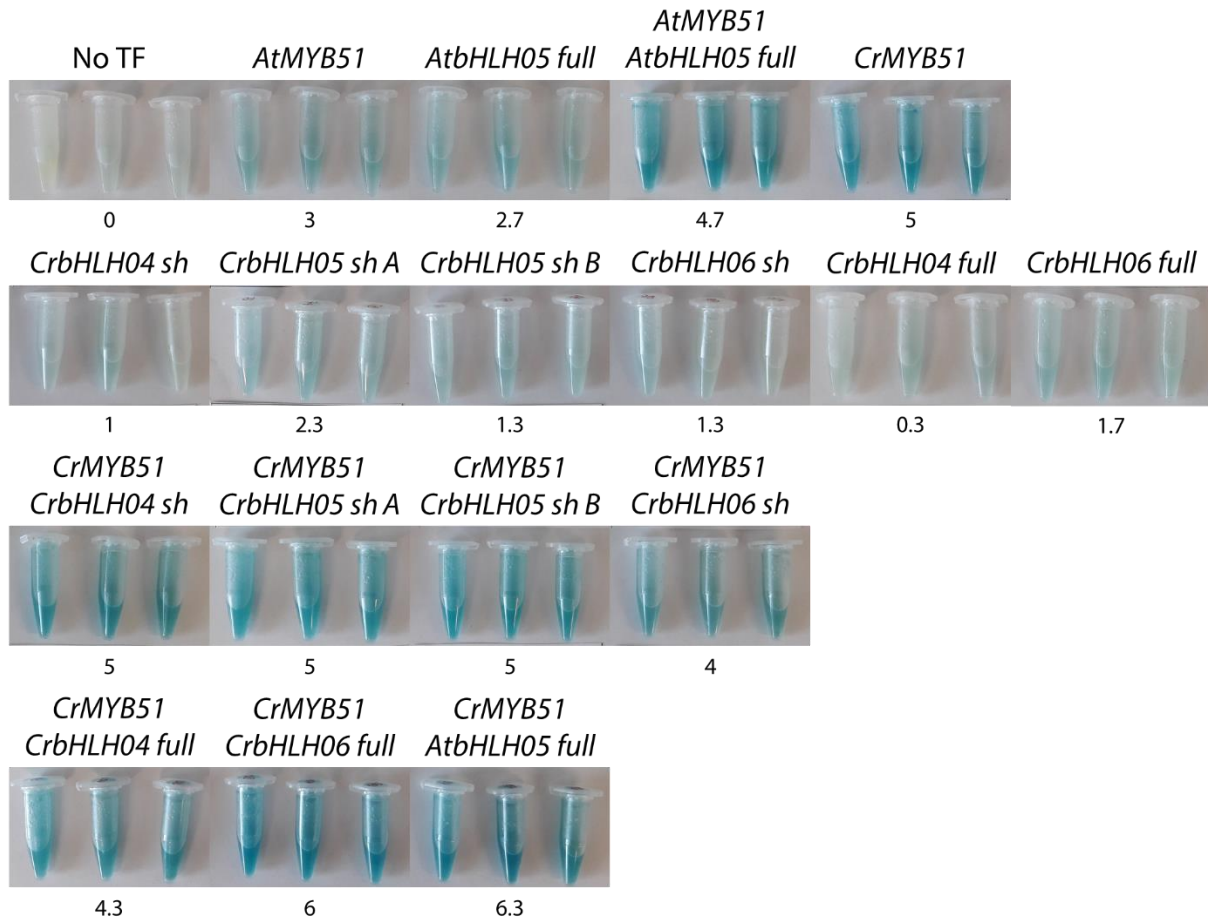 No TF
AtMYB51
AtbHLH05 full
AtMYB51
AtbHLH05 full
CrMYB51
0
3
2.7
4.7
5
CrbHLH04 sh
CrbHLH05 sh A
CrbHLH05 sh B
CrbHLH06 sh
CrbHLH04 full
CrbHLH06 full
1
2.3
1.3
1.3
0.3
1.7
CrMYB51
CrbHLH04 sh
CrMYB51
CrbHLH05 sh A
CrMYB51
CrbHLH05 sh B
CrMYB51
CrbHLH06 sh
5
5
5
4
CrMYB51
CrbHLH04 full
CrMYB51
CrbHLH06 full
CrMYB51
AtbHLH05 full
4.3
6
6.3